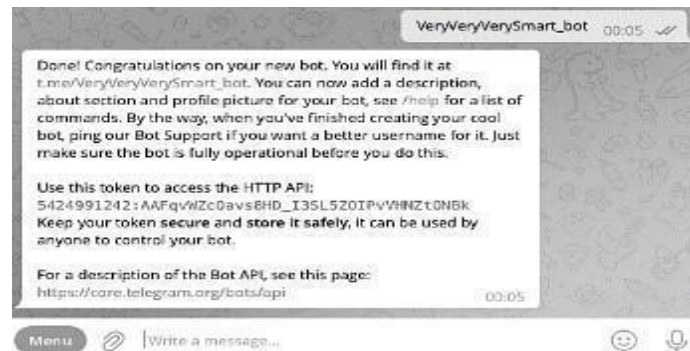 VeryVeryVerySmart_bot 00:05
Done! Congratulations on your new bot. You will find it at
t.me/VeryVeryVerySmart_bot. You can now add a description,
about section and profile picture for your bot, see /help for a list of
commands. By the way, when you've finished creating your cool
bot, ping our Bot Support if you want a better username for it. Just
make sure the bot is fully operational before you do this.
Use this token to access the HTTP API:
Keep your token secure and store it safely, it can be used by
anyone to control your bot.
For a description of the Bot API, see this page:
https://core.telegram.org/bots/api
00:05
Menu Write a message...